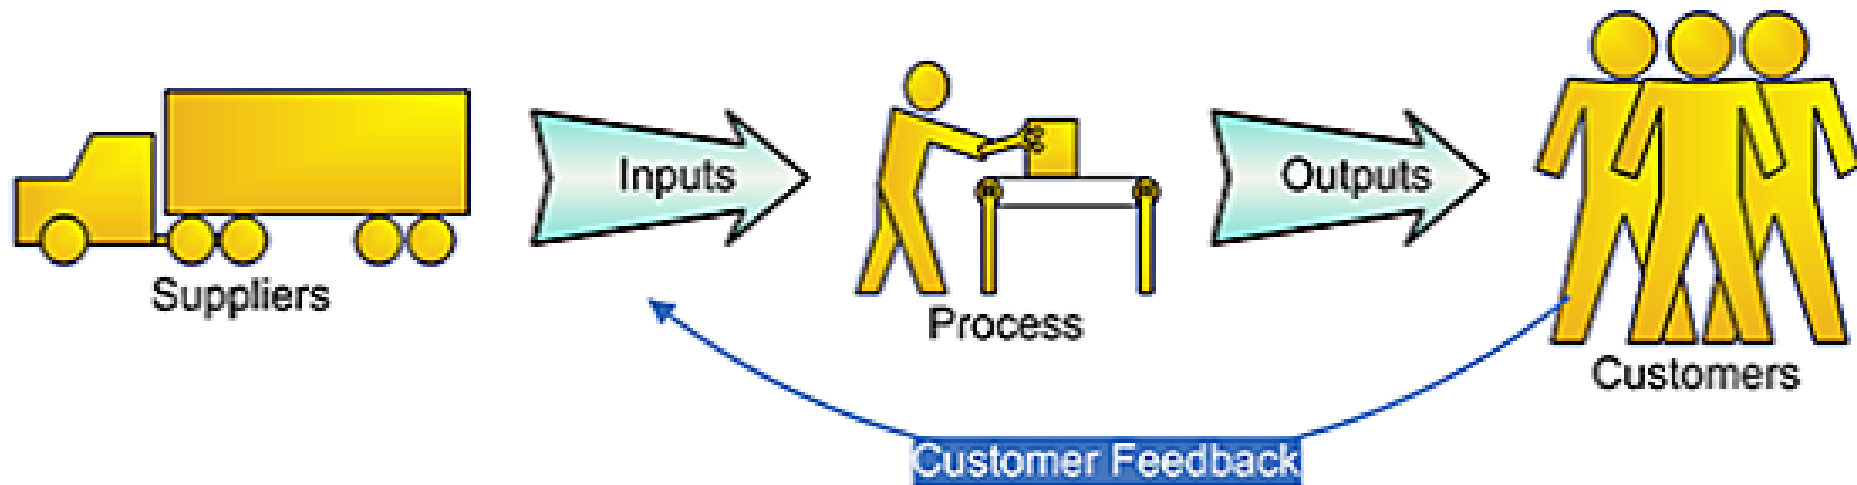 Inputs
Outputs
Suppliers
Process
Customers
Customer Feedback